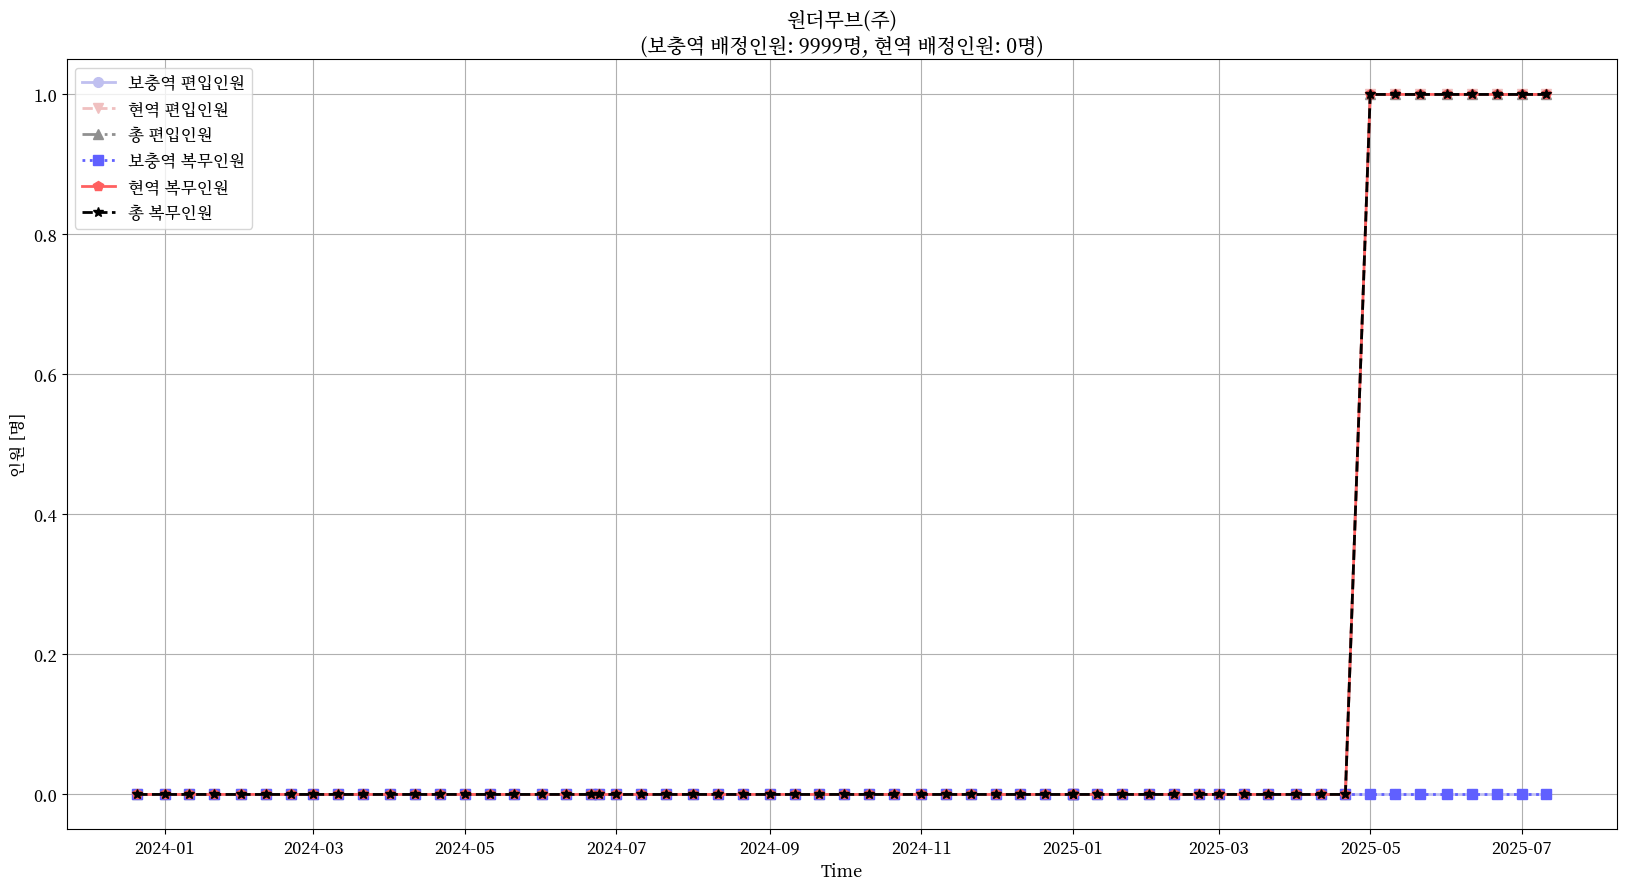 원더무브(주)
(보충역 배정인원: 9999명, 현역 배정인원: 0명)
보충역 편입인원
현역 편입인원
총 편입인원
보충역 복무인원
현역 복무인원
총 복무인원
1.0
0.8
0.6
0.4
0.2
0.0
인원 [명]
2024-01
2024-03
2024-05
2024-07
2024-09
2024-11
2025-01
2025-03
2025-05
2025-07
Time